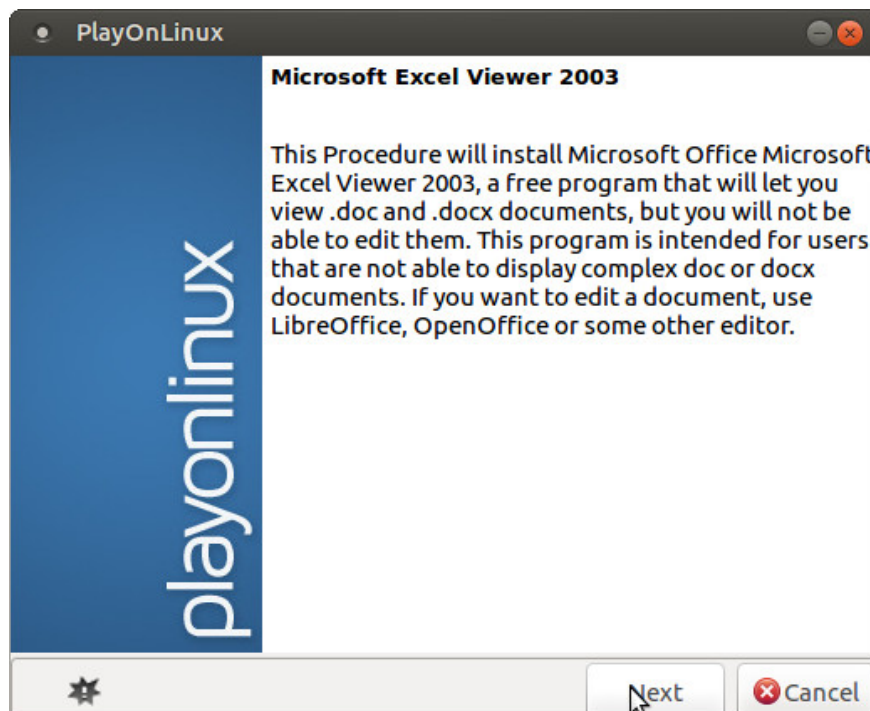 PlayOnLinux
Microsoft Excel Viewer 2003
This Procedure will install Microsoft Office Microsoft
Excel Viewer 2003, a free program that will let you
view .doc and .docx documents, but you will not be
able to edit them. This program is intended for users
that are not able to display complex doc or docx
documents. If you want to edit a document, use
LibreOffice, OpenOffice or some other editor.
playonlinux
Next
Cancel